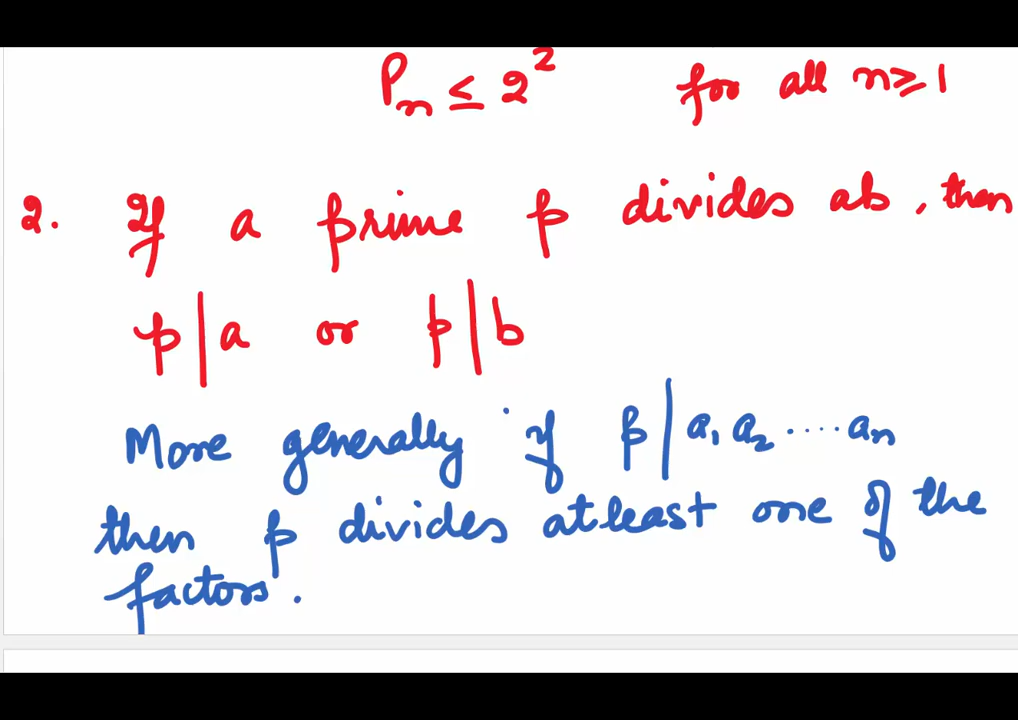 Pn ≤ 2^2 for all n ≥ 1
2. If a prime p divides ab, then
p | a or p | b
More generally if p | a1 a2 ..... an
then p divides atleast one of the
factors.